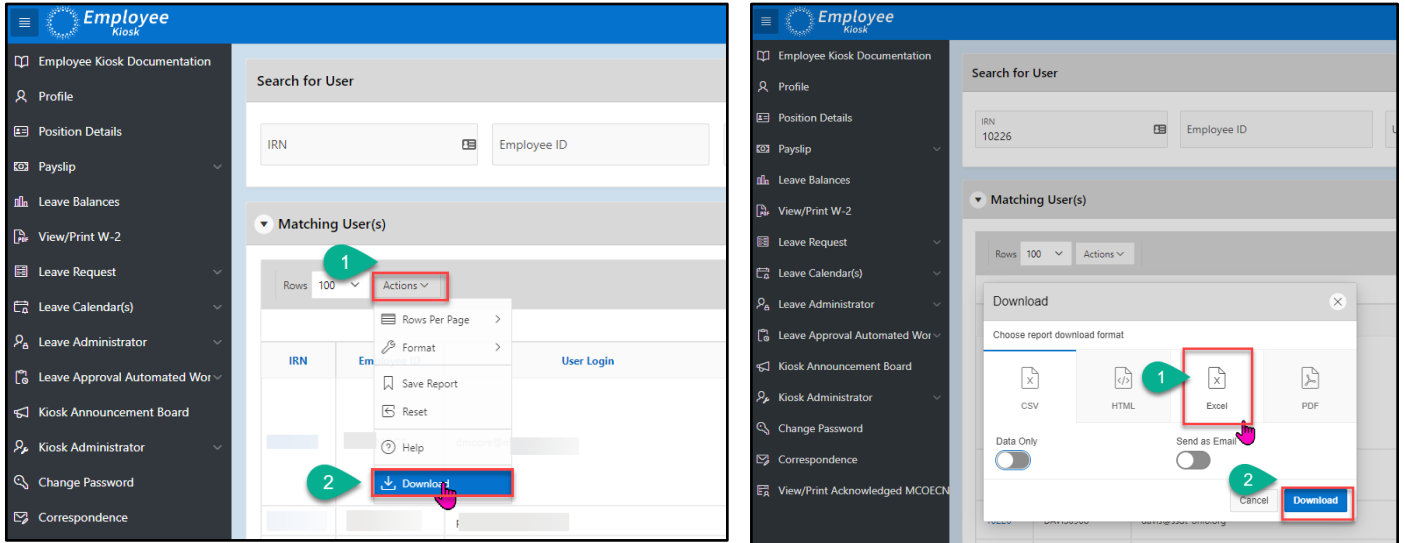 Employee
Kiosk
Employee Kiosk Documentation
Profile
Position Details
Payslip
Leave Balances
View/Print W-2
Leave Request
Leave Calendar(s)
Leave Administrator
Leave Approval Automated Wor
Kiosk Announcement Board
Kiosk Administrator
Change Password
Correspondence
Search for User
IRN
Employee ID
Matching User(s)
1
Rows 100 Actions
Rows Per Page
Format
Save Report
Reset
Help
2 Download
IRN
User Login
Employee
Kiosk
Employee Kiosk Documentation
Profile
Position Details
Payslip
Leave Balances
View/Print W-2
Leave Request
Leave Calendar(s)
Leave Administrator
Leave Approval Automated Wor
Kiosk Announcement Board
Kiosk Administrator
Change Password
Correspondence
View/Print Acknowledged MCOECN
Search for User
IRN
10226
Employee ID
Matching User(s)
Rows 100 Actions
Download
Choose report download format
1
CSV HTML Excel PDF
Data Only Send as Email
2
Cancel Download